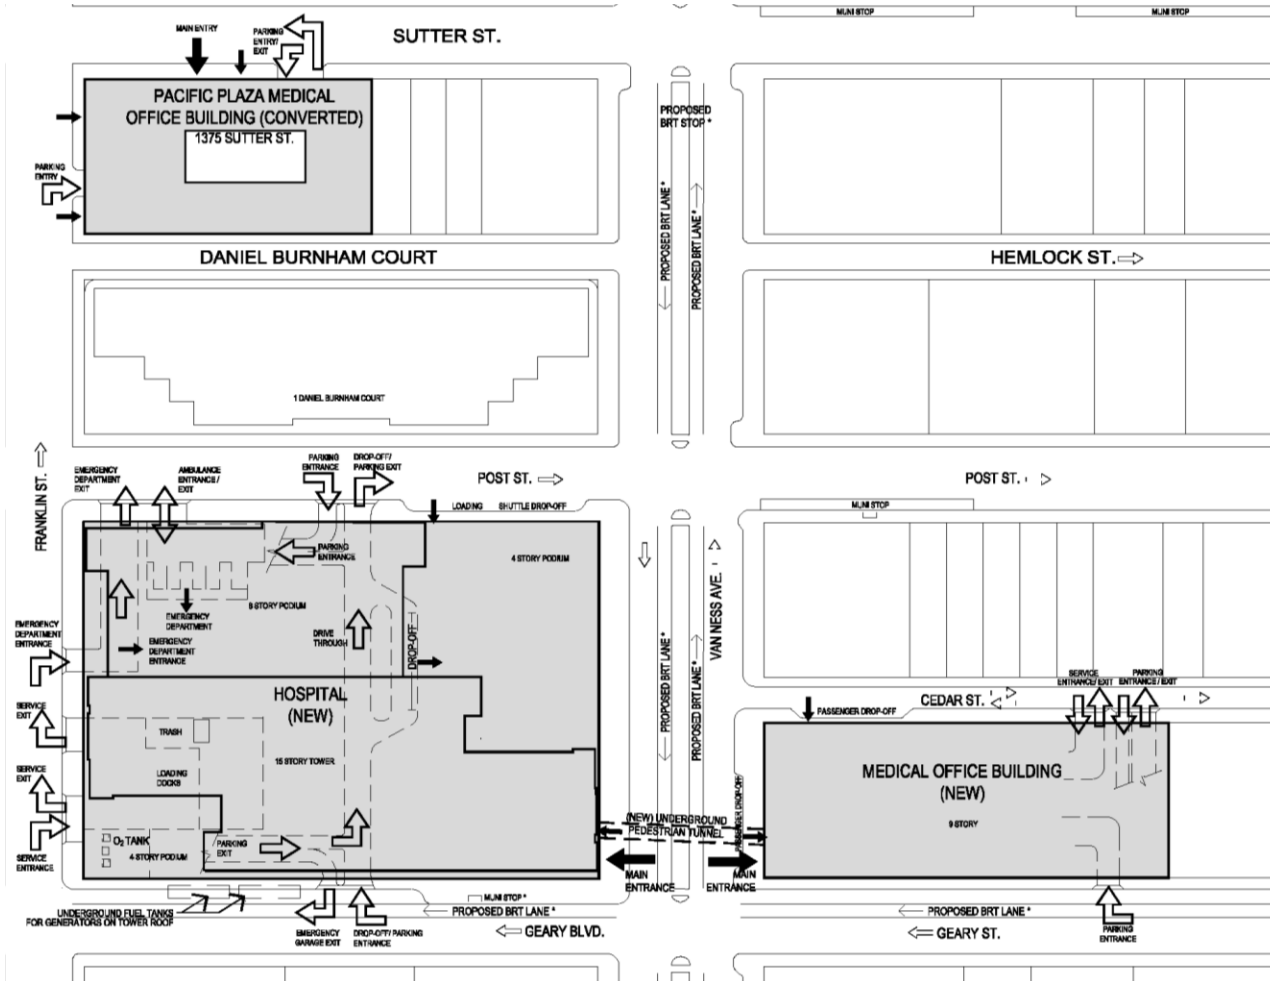 MUNI STOP
MUNI STOP
MAIN ENTRY
PARKING
ENTRY/
EXIT
SUTTER ST.
PACIFIC PLAZA MEDICAL
OFFICE BUILDING (CONVERTED)
1375 SUTTER ST.
PARKING
ENTRY
PROPOSED
BRT STOP *
PROPOSED BRT LANE *
PROPOSED BRT LANE *
DANIEL BURNHAM COURT
HEMLOCK ST.
1 DANIEL BURNHAM COURT
FRANKLIN ST.
EMERGENCY
DEPARTMENT
EXIT
AMBULANCE
ENTRANCE /
EXIT
PARKING
ENTRANCE
DROP-OFF/
PARKING EXIT
POST ST.
POST ST.
LOADING
SHUTTLE DROP-OFF
MUNI STOP
PARKING
ENTRANCE
4 STORY PODIUM
8 STORY PODIUM
EMERGENCY
DEPARTMENT
EMERGENCY
DEPARTMENT
ENTRANCE
EMERGENCY
DEPARTMENT
ENTRANCE
DRIVE
THROUGH
DROP-OFF
VAN NESS AVE.
PROPOSED BRT LANE *
PROPOSED BRT LANE *
HOSPITAL
(NEW)
SERVICE
EXIT
TRASH
15 STORY TOWER
LOADING
DOCKS
SERVICE
EXIT
SERVICE
ENTRANCE
O2 TANK
4 STORY PODIUM
PARKING
EXIT
SERVICE
ENTRANCE/EXIT
PARKING
ENTRANCE / EXIT
CEDAR ST.
PASSENGER DROP-OFF
MEDICAL OFFICE BUILDING
(NEW)
9 STORY
PASSENGER DROP-OFF
(NEW) UNDERGROUND
PEDESTRIAN TUNNEL
MAIN
ENTRANCE
MAIN
ENTRANCE
UNDERGROUND FUEL TANKS
FOR GENERATORS ON TOWER ROOF
EMERGENCY
GARAGE EXIT
DROP-OFF/ PARKING
ENTRANCE
MUNI STOP *
PROPOSED BRT LANE *
GEARY BLVD.
PROPOSED BRT LANE *
GEARY ST.
PARKING
ENTRANCE